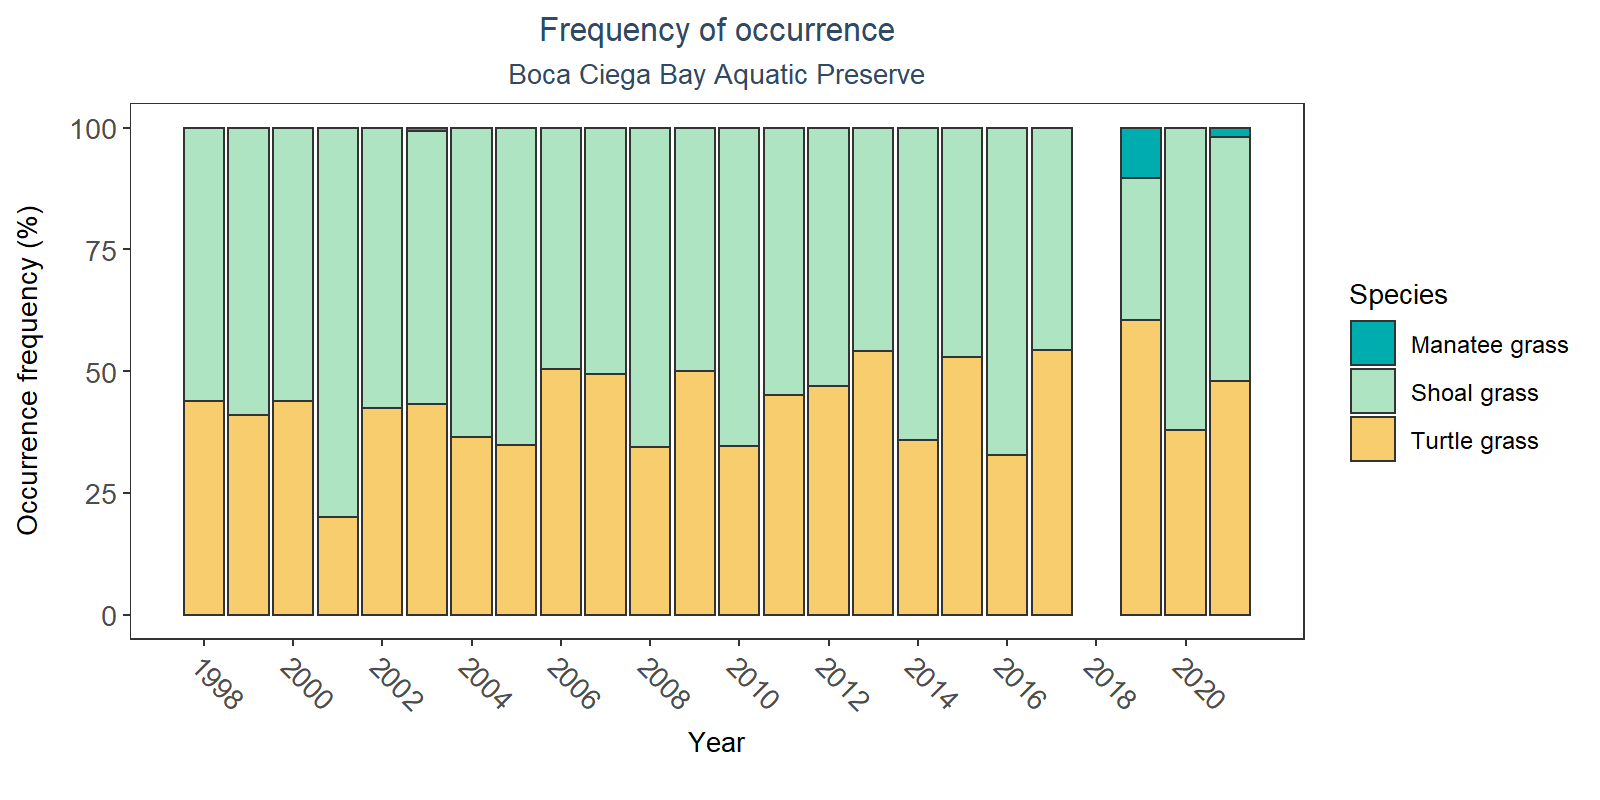 Frequency of occurrence
Boca Ciega Bay Aquatic Preserve
Occurrence frequency (%)
100
75
50
25
0
1998
2000
2002
2004
2006
2008
2010
2012
2014
2016
2018
2020
Year
Species
Manatee grass
Shoal grass
Turtle grass